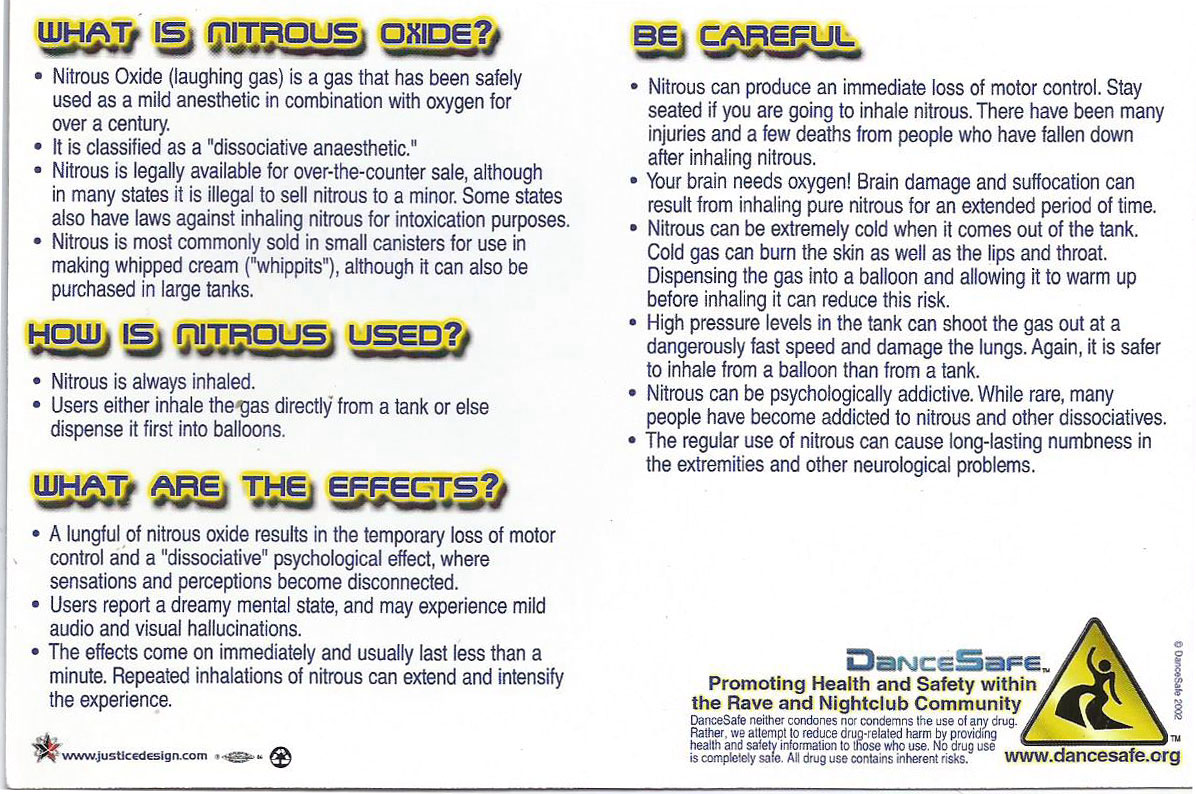 WHAT IS NITROUS OXIDE?
• Nitrous Oxide (laughing gas) is a gas that has been safely
used as a mild anesthetic in combination with oxygen for
over a century.
• It is classified as a "dissociative anaesthetic."
• Nitrous is legally available for over-the-counter sale, although
in many states it is illegal to sell nitrous to a minor. Some states
also have laws against inhaling nitrous for intoxication purposes.
• Nitrous is most commonly sold in small canisters for use in
making whipped cream ("whippits"), although it can also be
purchased in large tanks.
HOW IS NITROUS USED?
• Nitrous is always inhaled.
• Users either inhale the gas directly from a tank or else
dispense it first into balloons.
WHAT ARE THE EFFECTS?
• A lungful of nitrous oxide results in the temporary loss of motor
control and a "dissociative" psychological effect, where
sensations and perceptions become disconnected.
• Users report a dreamy mental state, and may experience mild
audio and visual hallucinations.
• The effects come on immediately and usually last less than a
minute. Repeated inhalations of nitrous can extend and intensify
the experience.
www.justicedesign.com
BE CAREFUL
• Nitrous can produce an immediate loss of motor control. Stay
seated if you are going to inhale nitrous. There have been many
injuries and a few deaths from people who have fallen down
after inhaling nitrous.
• Your brain needs oxygen! Brain damage and suffocation can
result from inhaling pure nitrous for an extended period of time.
• Nitrous can be extremely cold when it comes out of the tank.
Cold gas can burn the skin as well as the lips and throat.
Dispensing the gas into a balloon and allowing it to warm up
before inhaling it can reduce this risk.
• High pressure levels in the tank can shoot the gas out at a
dangerously fast speed and damage the lungs. Again, it is safer
to inhale from a balloon than from a tank.
• Nitrous can be psychologically addictive. While rare, many
people have become addicted to nitrous and other dissociatives.
• The regular use of nitrous can cause long-lasting numbness in
the extremities and other neurological problems.
DANCESAFE™
Promoting Health and Safety within
the Rave and Nightclub Community
DanceSafe neither condones nor condemns the use of any drug.
Rather, we attempt to reduce drug-related harm by providing
health and safety information to those who use. No drug use
is completely safe. All drug use contains inherent risks.
TM
www.dancesafe.org
© DanceSafe 2002